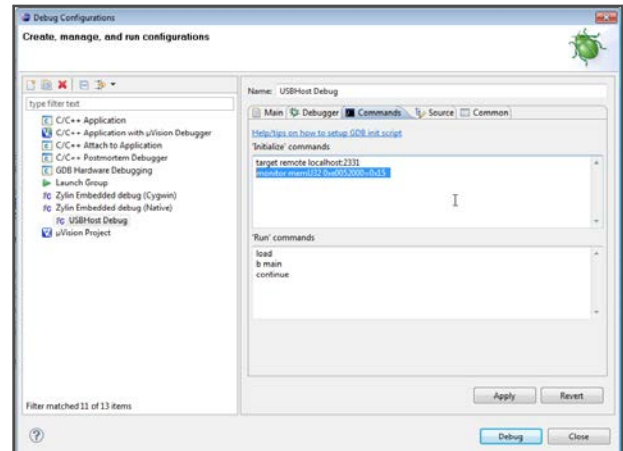 Debug Configurations
Create, manage, and run configurations
type filter text
C/C++ Application
C/C++ Application with µVision Debugger
C/C++ Attach to Application
C/C++ Postmortem Debugger
GDB Hardware Debugging
Launch Group
Zylin Embedded debug (Cygwin)
Zylin Embedded debug (Native)
USBHost Debug
µVision Project
Filter matched 11 of 13 items
Name: USBHost Debug
Main Debugger Commands Source Common
Help/tips on how to setup GDB init script
'Initialize' commands
target remote localhost:2331
monitor memU32 0xa0052000=0x15
'Run' commands
load
b main
continue
Apply Revert
Debug Close